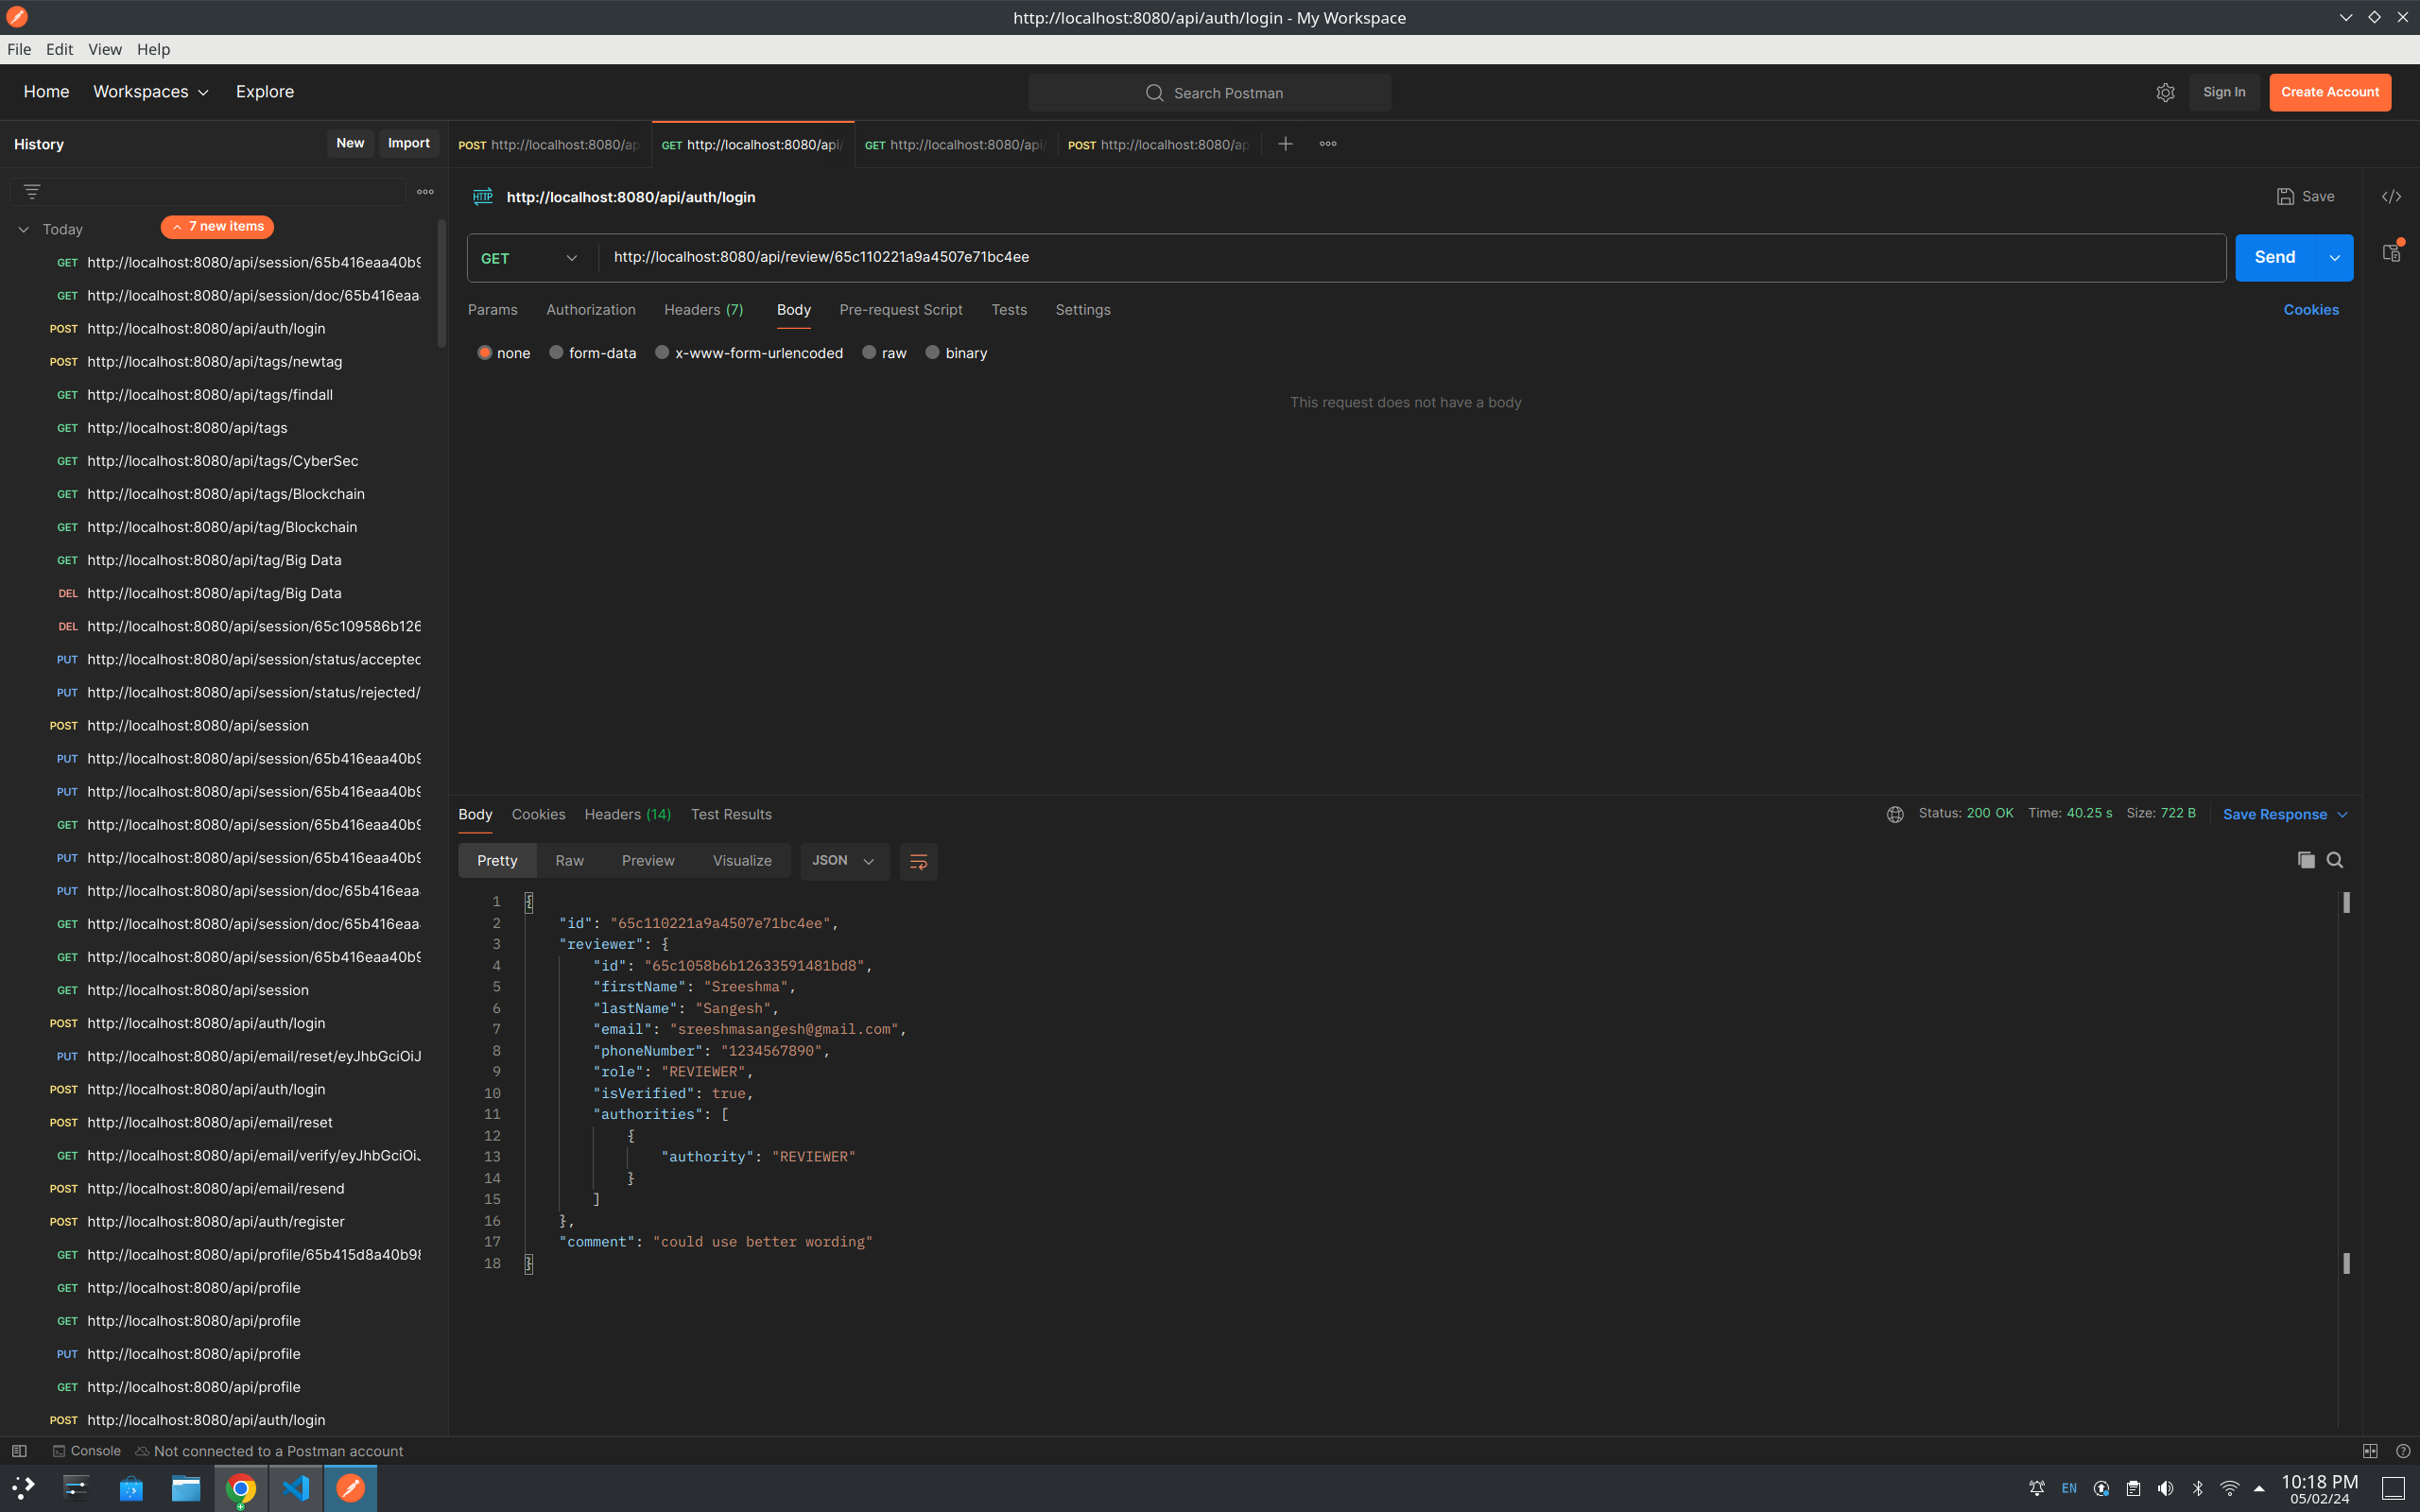 http://localhost:8080/api/auth/login - My Workspace
File Edit View Help
Home Workspaces Explore
Search Postman
Sign In Create Account
History New Import
POST http://localhost:8080/ap
GET http://localhost:8080/api/
GET http://localhost:8080/api/
POST http://localhost:8080/ap
Today
7 new items
GET http://localhost:8080/api/session/65b416eaa40b9
GET http://localhost:8080/api/session/doc/65b416eaa
POST http://localhost:8080/api/auth/login
POST http://localhost:8080/api/tags/newtag
GET http://localhost:8080/api/tags/findall
GET http://localhost:8080/api/tags
GET http://localhost:8080/api/tags/CyberSec
GET http://localhost:8080/api/tags/Blockchain
GET http://localhost:8080/api/tag/Blockchain
GET http://localhost:8080/api/tag/Big Data
DEL http://localhost:8080/api/tag/Big Data
DEL http://localhost:8080/api/session/65c109586b126
PUT http://localhost:8080/api/session/status/accepted
PUT http://localhost:8080/api/session/status/rejected/
POST http://localhost:8080/api/session
PUT http://localhost:8080/api/session/65b416eaa40b9
PUT http://localhost:8080/api/session/65b416eaa40b9
GET http://localhost:8080/api/session/65b416eaa40b9
PUT http://localhost:8080/api/session/65b416eaa40b9
PUT http://localhost:8080/api/session/doc/65b416eaa
GET http://localhost:8080/api/session/doc/65b416eaa
GET http://localhost:8080/api/session/65b416eaa40b9
GET http://localhost:8080/api/session
POST http://localhost:8080/api/auth/login
PUT http://localhost:8080/api/email/reset/eyJhbGciOiJ
POST http://localhost:8080/api/auth/login
POST http://localhost:8080/api/email/reset
GET http://localhost:8080/api/email/verify/eyJhbGciOiJ
POST http://localhost:8080/api/email/resend
POST http://localhost:8080/api/auth/register
GET http://localhost:8080/api/profile/65b415d8a40b98
GET http://localhost:8080/api/profile
GET http://localhost:8080/api/profile
PUT http://localhost:8080/api/profile
GET http://localhost:8080/api/profile
POST http://localhost:8080/api/auth/login
HTTP http://localhost:8080/api/auth/login
Save
GET http://localhost:8080/api/review/65c110221a9a4507e71bc4ee
Send
Params Authorization Headers (7) Body Pre-request Script Tests Settings
Cookies
none form-data x-www-form-urlencoded raw binary
This request does not have a body
Body Cookies Headers (14) Test Results
Status: 200 OK Time: 40.25 s Size: 722 B
Save Response
Pretty Raw Preview Visualize JSON
1 {
2 "id": "65c110221a9a4507e71bc4ee",
3 "reviewer": {
4 "id": "65c1058b6b12633591481bd8",
5 "firstName": "Sreeshma",
6 "lastName": "Sangesh",
7 "email": "sreeshmasangesh@gmail.com",
8 "phoneNumber": "1234567890",
9 "role": "REVIEWER",
10 "isVerified": true,
11 "authorities": [
12 {
13 "authority": "REVIEWER"
14 }
15 ]
16 },
17 "comment": "could use better wording"
18 }
Console Not connected to a Postman account
EN
10:18 PM
05/02/24